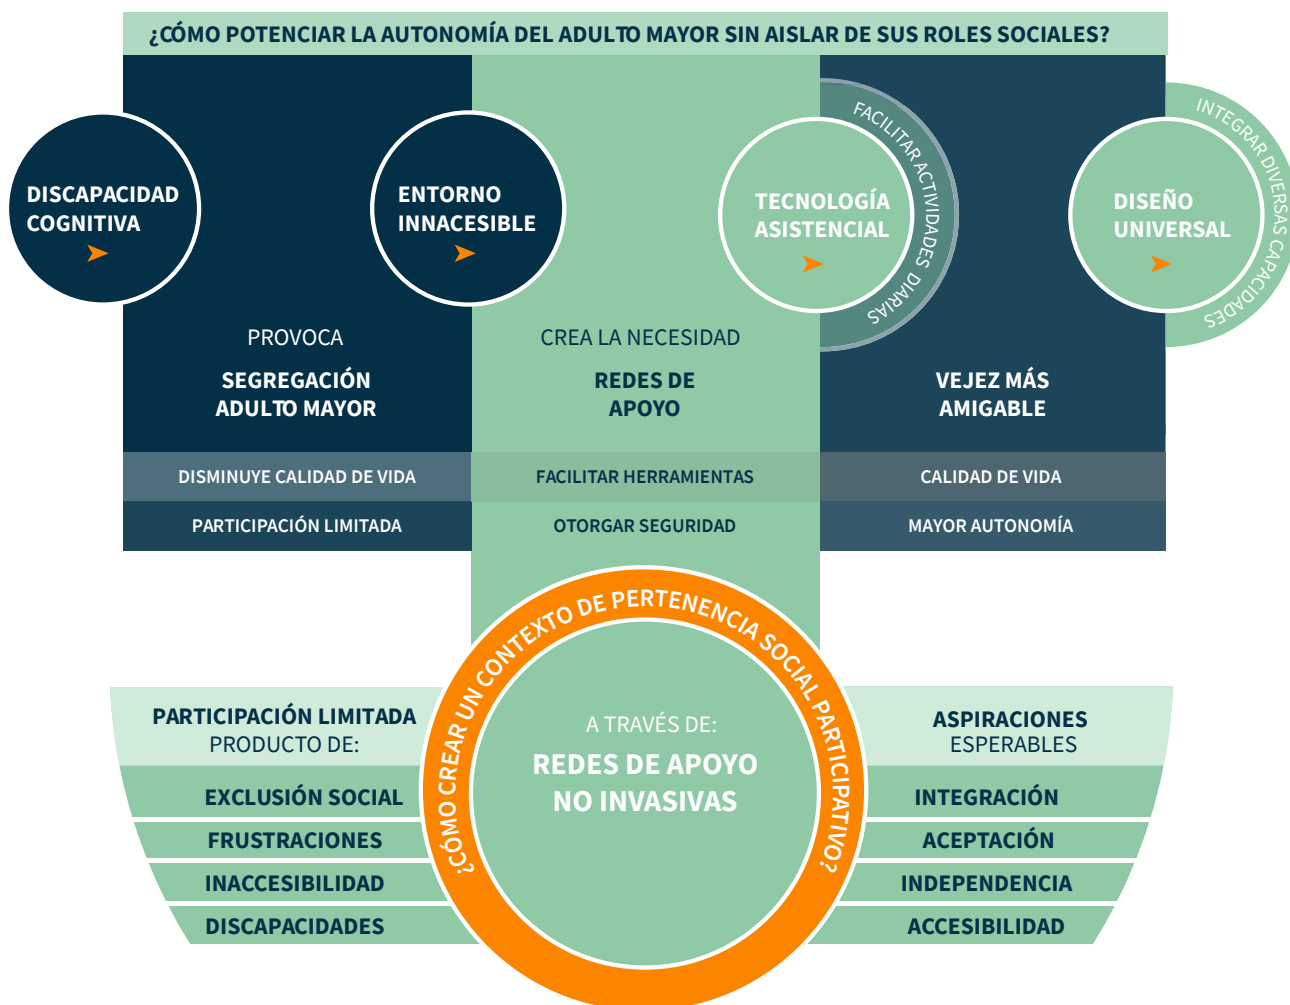 ¿CÓMO POTENCIAR LA AUTONOMÍA DEL ADULTO MAYOR SIN AISLAR DE SUS ROLES SOCIALES?
DISCAPACIDAD
COGNITIVA
ENTORNO
INNACESIBLE
TECNOLOGÍA
ASISTENCIAL
FACILITAR ACTIVIDADES DIARIAS
DISEÑO
UNIVERSAL
INTEGRAR DIVERSAS CAPACIDADES
PROVOCA
SEGREGACIÓN
ADULTO MAYOR
CREA LA NECESIDAD
REDES DE
APOYO
VEJEZ MÁS
AMIGABLE
DISMINUYE CALIDAD DE VIDA
FACILITAR HERRAMIENTAS
CALIDAD DE VIDA
PARTICIPACIÓN LIMITADA
OTORGAR SEGURIDAD
MAYOR AUTONOMÍA
¿CÓMO CREAR UN CONTEXTO DE PERTENENCIA SOCIAL PARTICIPATIVO?
A TRAVÉS DE:
REDES DE APOYO
NO INVASIVAS
PARTICIPACIÓN LIMITADA
PRODUCTO DE:
EXCLUSIÓN SOCIAL
FRUSTRACIONES
INACCESIBILIDAD
DISCAPACIDADES
ASPIRACIONES
ESPERABLES
INTEGRACIÓN
ACEPTACIÓN
INDEPENDENCIA
ACCESIBILIDAD